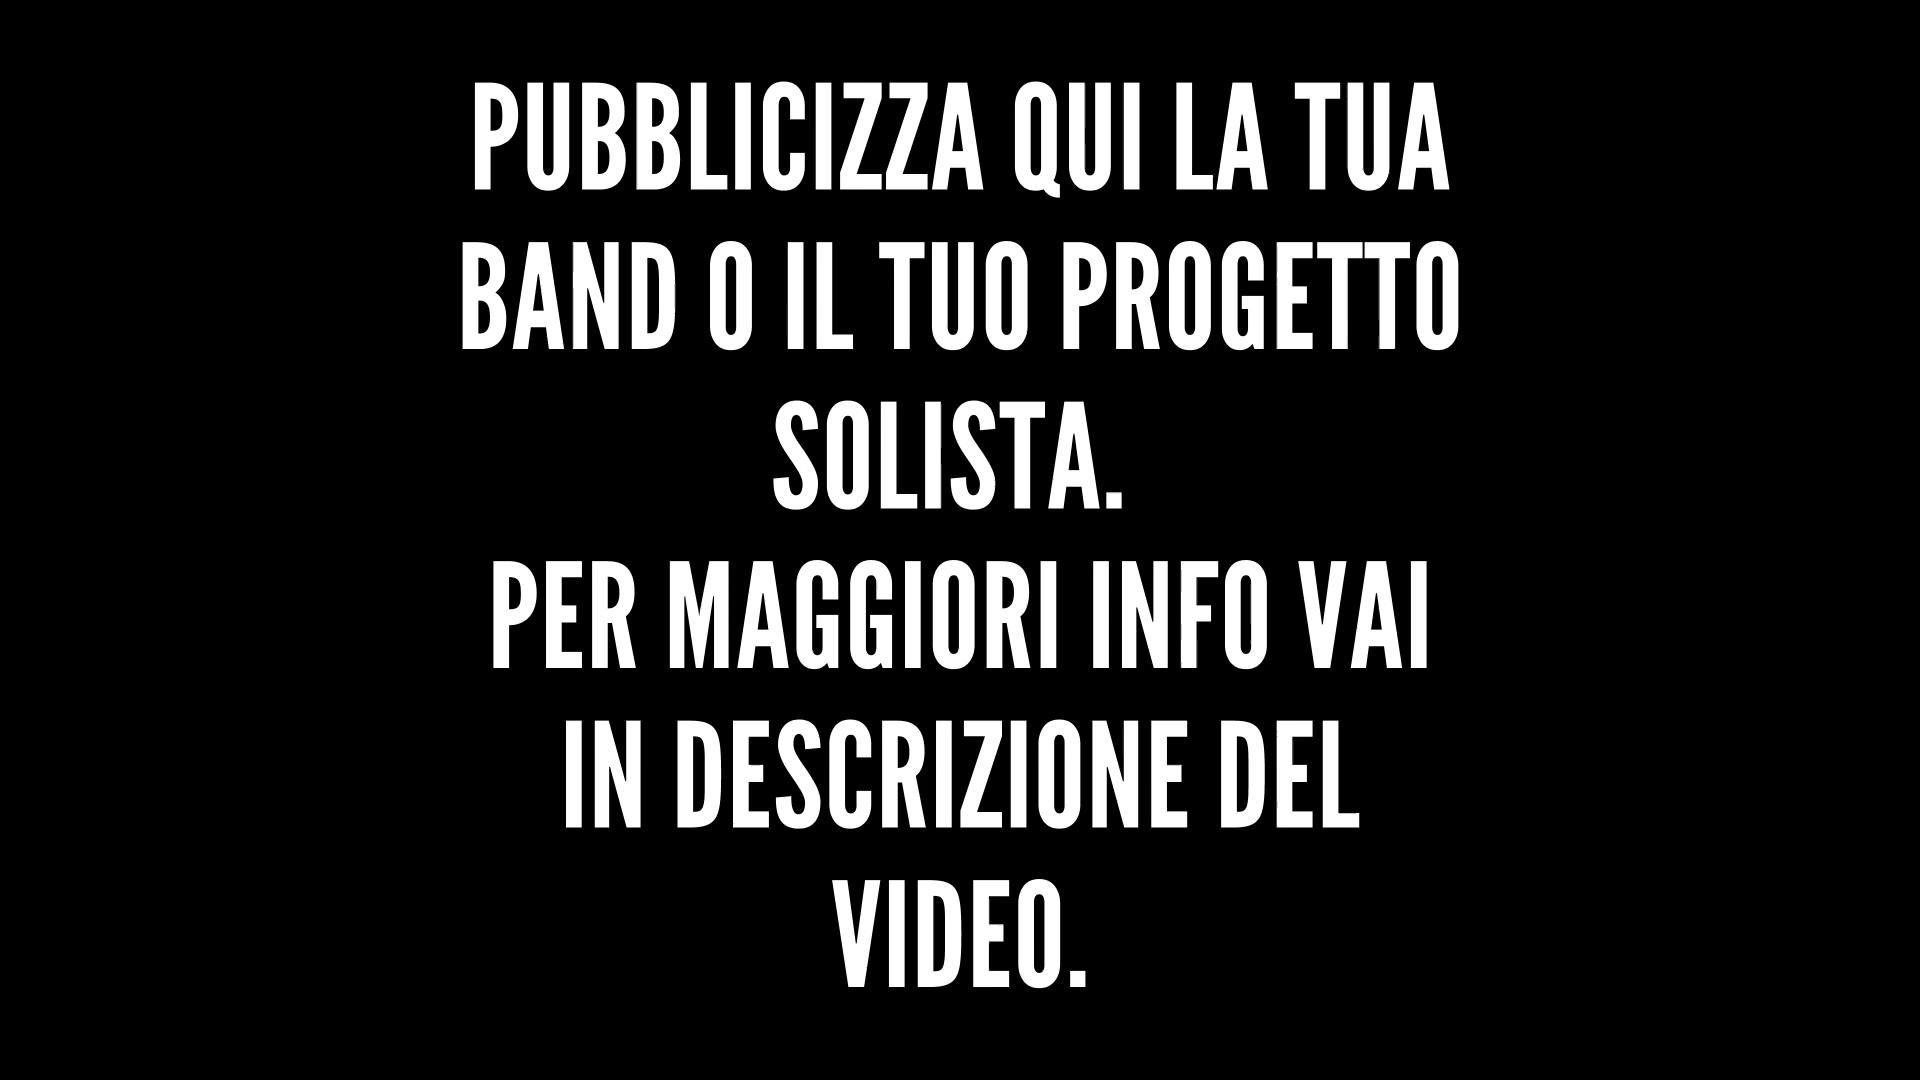 PUBBLICIZZA QUI LA TUA
BAND O IL TUO PROGETTO
SOLISTA.
PER MAGGIORI INFO VAI
IN DESCRIZIONE DEL
VIDEO.